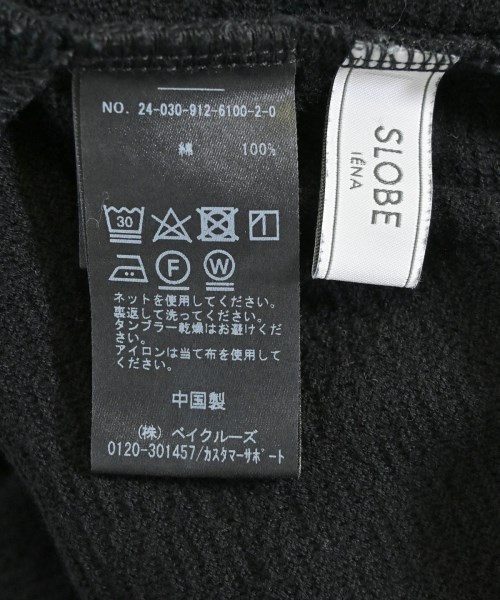 NO. 24-030-912-6100-2-0
綿 100%
30
F W
ネットを使用してください。
裏返して洗ってください。
タンブラー乾燥はお避けくだ
さい。
アイロンは当て布を使用して
ください。
中国製
(株) ベイクルーズ
0120-301457/カスタマーサポート
SLOBE
IÉNA